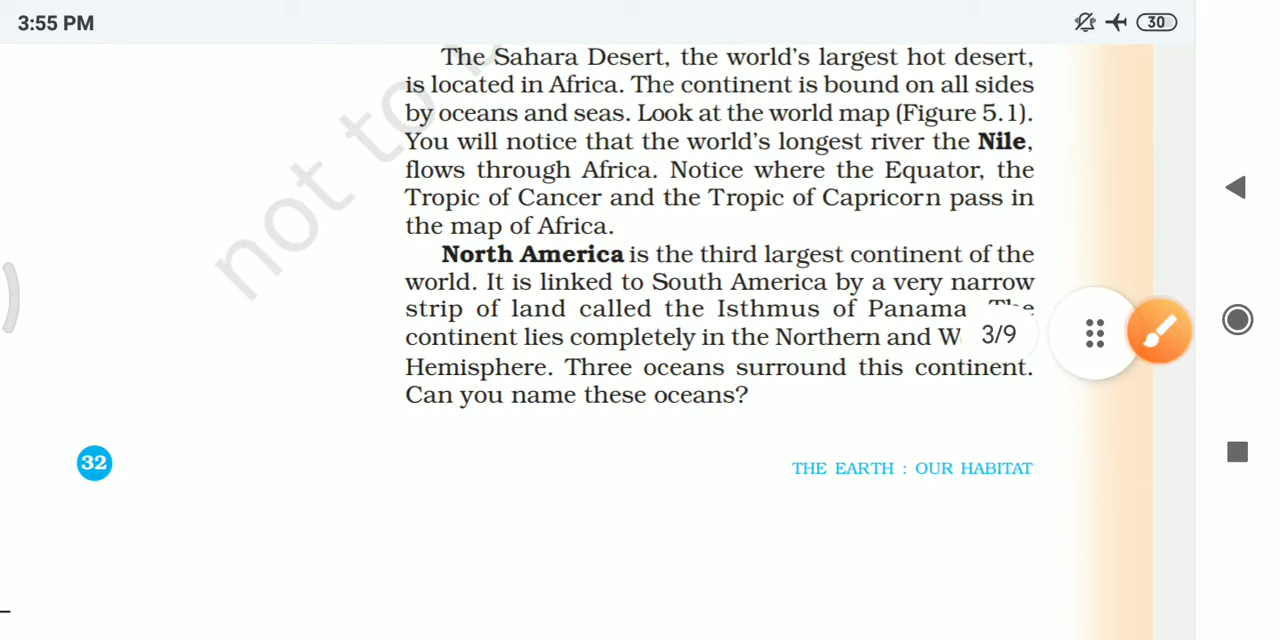 3:55 PM
30
The Sahara Desert, the world's largest hot desert,
is located in Africa. The continent is bound on all sides
by oceans and seas. Look at the world map (Figure 5.1).
You will notice that the world's longest river the Nile,
flows through Africa. Notice where the Equator, the
Tropic of Cancer and the Tropic of Capricorn pass in
the map of Africa.
North America is the third largest continent of the
world. It is linked to South America by a very narrow
strip of land called the Isthmus of Panama. The
continent lies completely in the Northern and
3/9
Hemisphere. Three oceans surround this continent.
Can you name these oceans?
32
THE EARTH : OUR HABITAT
not to